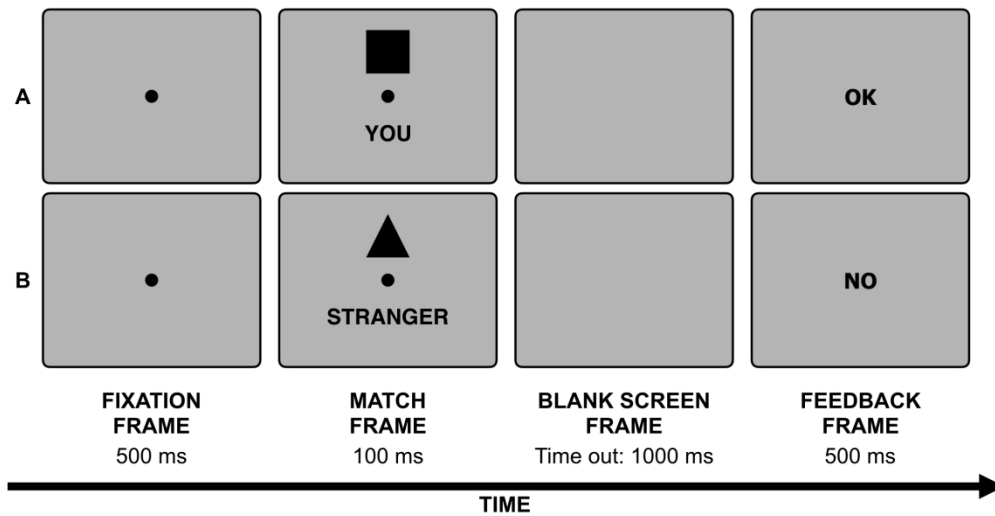 A
YOU
OK
B
STRANGER
NO
FIXATION
FRAME
500 ms
MATCH
FRAME
100 ms
BLANK SCREEN
FRAME
Time out: 1000 ms
FEEDBACK
FRAME
500 ms
TIME